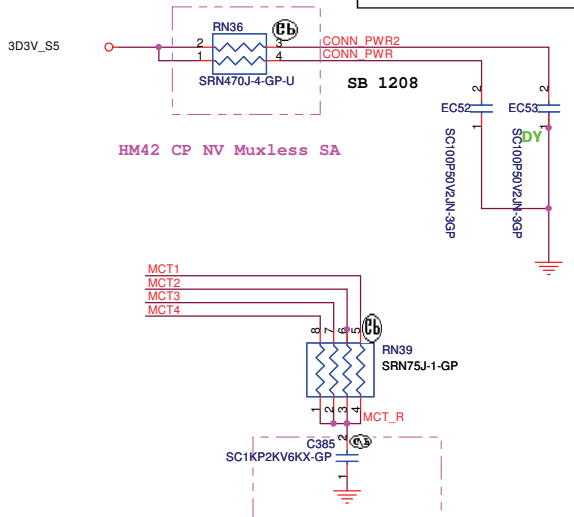 RN36
3D3V_S5
2 3 CONN_PWR2
1 4 CONN_PWR
SRN470J-4-GP-U
SB 1208
2 2
EC52 EC53
1 1
DY
SC100P50V2JN-3GP
SC100P50V2JN-3GP
HM42 CP NV Muxless SA
MCT1
MCT2
MCT3
MCT4
8 7 6 5
RN39
SRN75J-1-GP
1 2 3 4
MCT_R
C385 2
SC1KP2KV6KX-GP
1